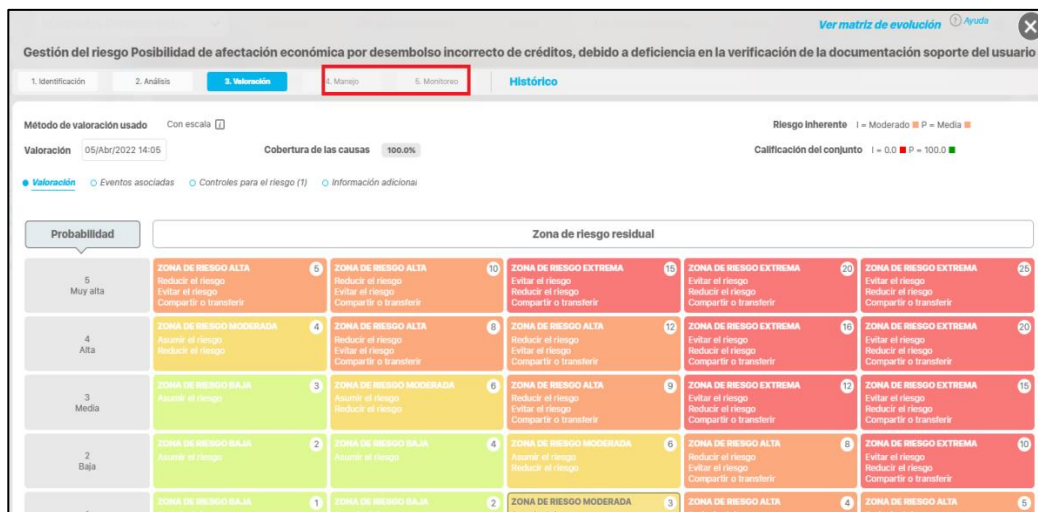 Ver matriz de evolución ? Ayuda
Gestión del riesgo Posibilidad de afectación económica por desembolso incorrecto de créditos, debido a deficiencia en la verificación de la documentación soporte del usuario
1. Identificación 2. Análisis 3. Valoración 4. Manejo 5. Monitoreo Histórico
Método de valoración usado Con escala i Riesgo Inherente I = Moderado P = Media
Valoración 05/Abr/2022 14:05 Cobertura de las causas 100.0% Calificación del conjunto I = 0.0 P = 100.0
Valoración Eventos asociadas Controles para el riesgo (1) Información adicional
Probabilidad Zona de riesgo residual
5
Muy alta
ZONA DE RIESGO ALTA 5
Reducir el riesgo
Evitar el riesgo
Compartir o transferir
ZONA DE RIESGO ALTA 10
Reducir el riesgo
Evitar el riesgo
Compartir o transferir
ZONA DE RIESGO EXTREMA 15
Evitar el riesgo
Reducir el riesgo
Compartir o transferir
ZONA DE RIESGO EXTREMA 20
Evitar el riesgo
Reducir el riesgo
Compartir o transferir
ZONA DE RIESGO EXTREMA 25
Evitar el riesgo
Reducir el riesgo
Compartir o transferir
4
Alta
ZONA DE RIESGO MODERADA 4
Asumir el riesgo
Reducir el riesgo
ZONA DE RIESGO ALTA 8
Reducir el riesgo
Evitar el riesgo
Compartir o transferir
ZONA DE RIESGO ALTA 12
Reducir el riesgo
Evitar el riesgo
Compartir o transferir
ZONA DE RIESGO EXTREMA 16
Evitar el riesgo
Reducir el riesgo
Compartir o transferir
ZONA DE RIESGO EXTREMA 20
Evitar el riesgo
Reducir el riesgo
Compartir o transferir
3
Media
ZONA DE RIESGO BAJA 3
Asumir el riesgo
ZONA DE RIESGO MODERADA 6
Asumir el riesgo
Reducir el riesgo
ZONA DE RIESGO ALTA 9
Reducir el riesgo
Evitar el riesgo
Compartir o transferir
ZONA DE RIESGO EXTREMA 12
Evitar el riesgo
Reducir el riesgo
Compartir o transferir
ZONA DE RIESGO EXTREMA 15
Evitar el riesgo
Reducir el riesgo
Compartir o transferir
2
Baja
ZONA DE RIESGO BAJA 2
Asumir el riesgo
ZONA DE RIESGO BAJA 4
Asumir el riesgo
ZONA DE RIESGO MODERADA 6
Asumir el riesgo
Reducir el riesgo
ZONA DE RIESGO ALTA 8
Reducir el riesgo
Evitar el riesgo
Compartir o transferir
ZONA DE RIESGO EXTREMA 10
Evitar el riesgo
Reducir el riesgo
Compartir o transferir
ZONA DE RIESGO BAJA 1
ZONA DE RIESGO BAJA 2
ZONA DE RIESGO MODERADA 3
ZONA DE RIESGO ALTA 4
ZONA DE RIESGO ALTA 5